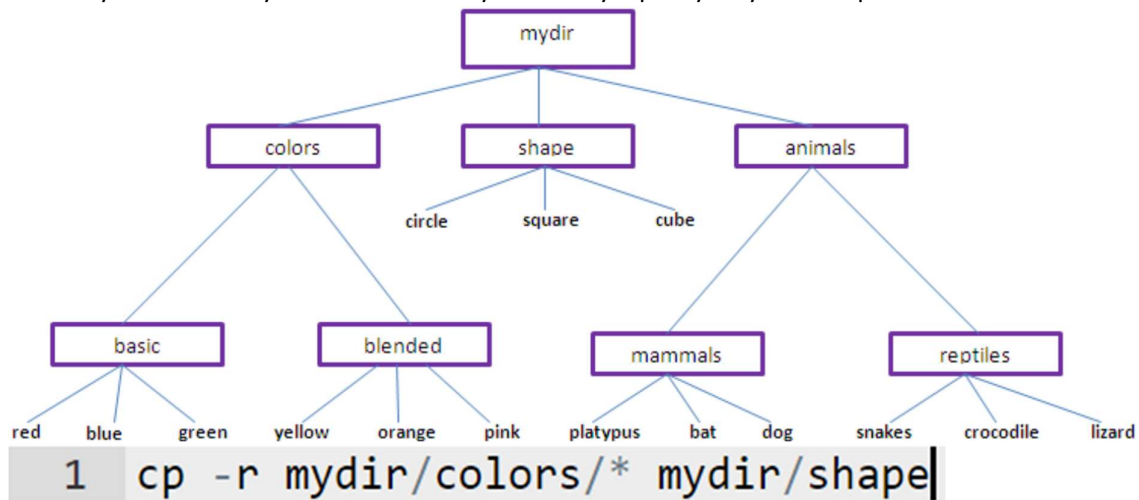 mydir
colors shape animals
circle square cube
basic blended mammals reptiles
red blue green yellow orange pink platypus bat dog snakes crocodile lizard
1 cp -r mydir/colors/* mydir/shape